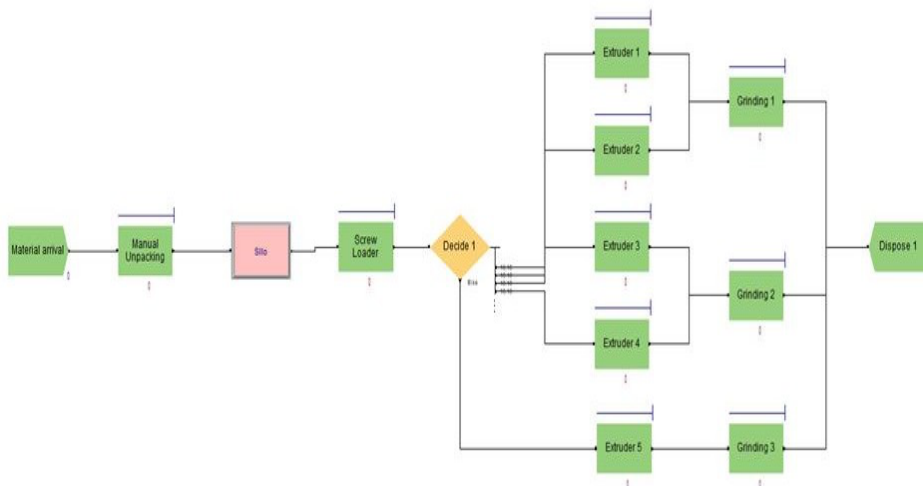 Material arrival
Manual
Unpacking
Silo
Screw
Loader
Decide 1
Else
Extruder 1
Extruder 2
Extruder 3
Extruder 4
Extruder 5
Grinding 1
Grinding 2
Grinding 3
Dispose 1